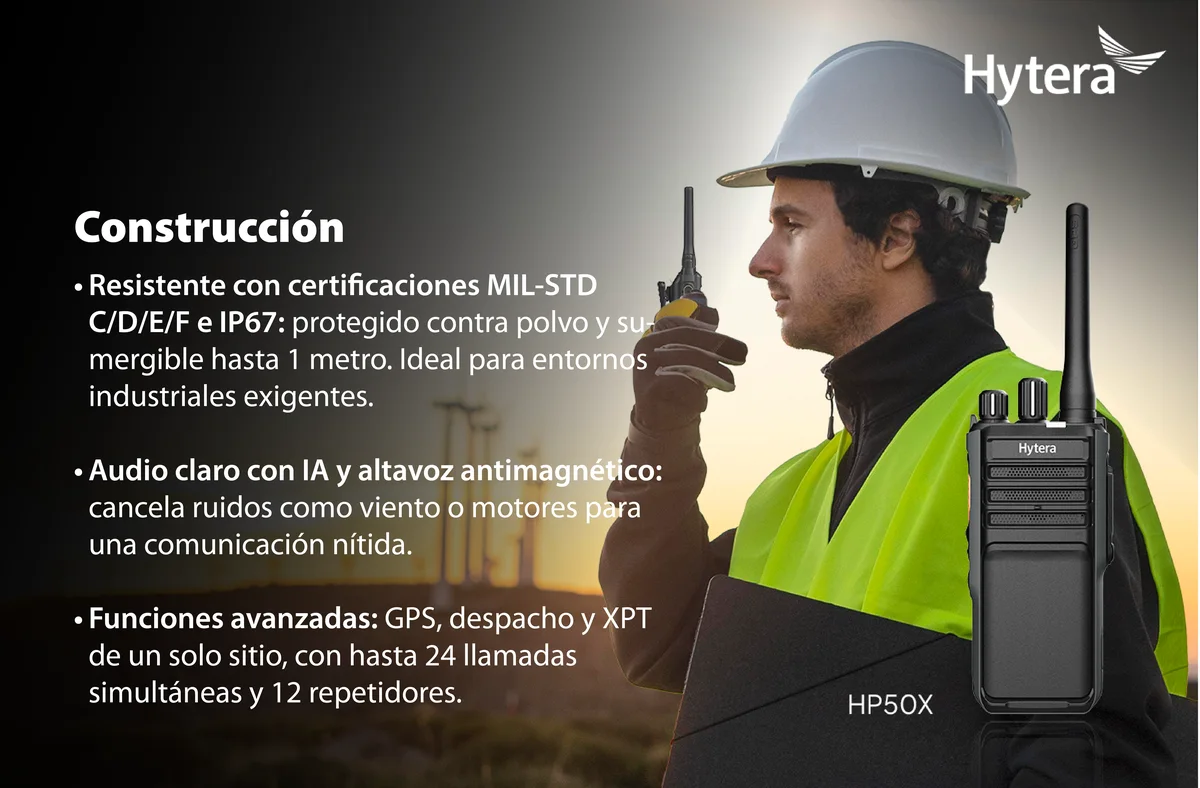 Hytera
Construcción
• Resistente con certificaciones MIL-STD
C/D/E/F e IP67: protegido contra polvo y su-
mergible hasta 1 metro. Ideal para entornos
industriales exigentes.
• Audio claro con IA y altavoz antimagnético:
cancela ruidos como viento o motores para
una comunicación nítida.
• Funciones avanzadas: GPS, despacho y XPT
de un solo sitio, con hasta 24 llamadas
simultáneas y 12 repetidores.
Hytera
HP50X